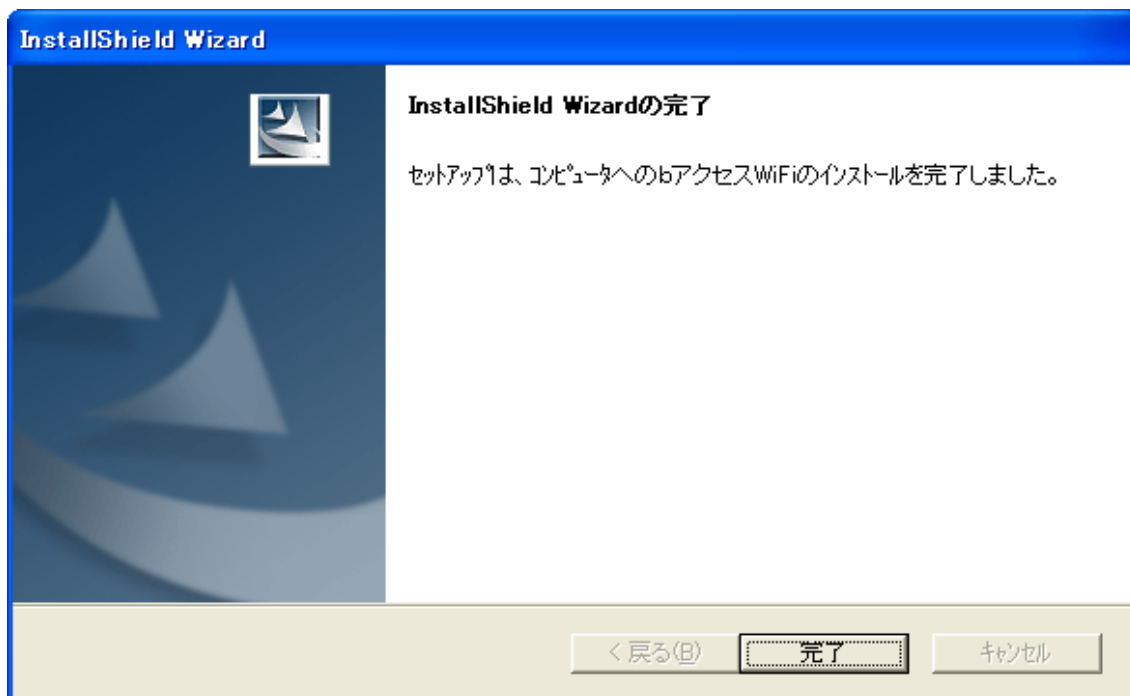 InstallShield Wizard
InstallShield Wizardの完了
セットアップは、コンピュータへのbアクセスWiFiのインストールを完了しました。
< 戻る(B)
完了
キャンセル